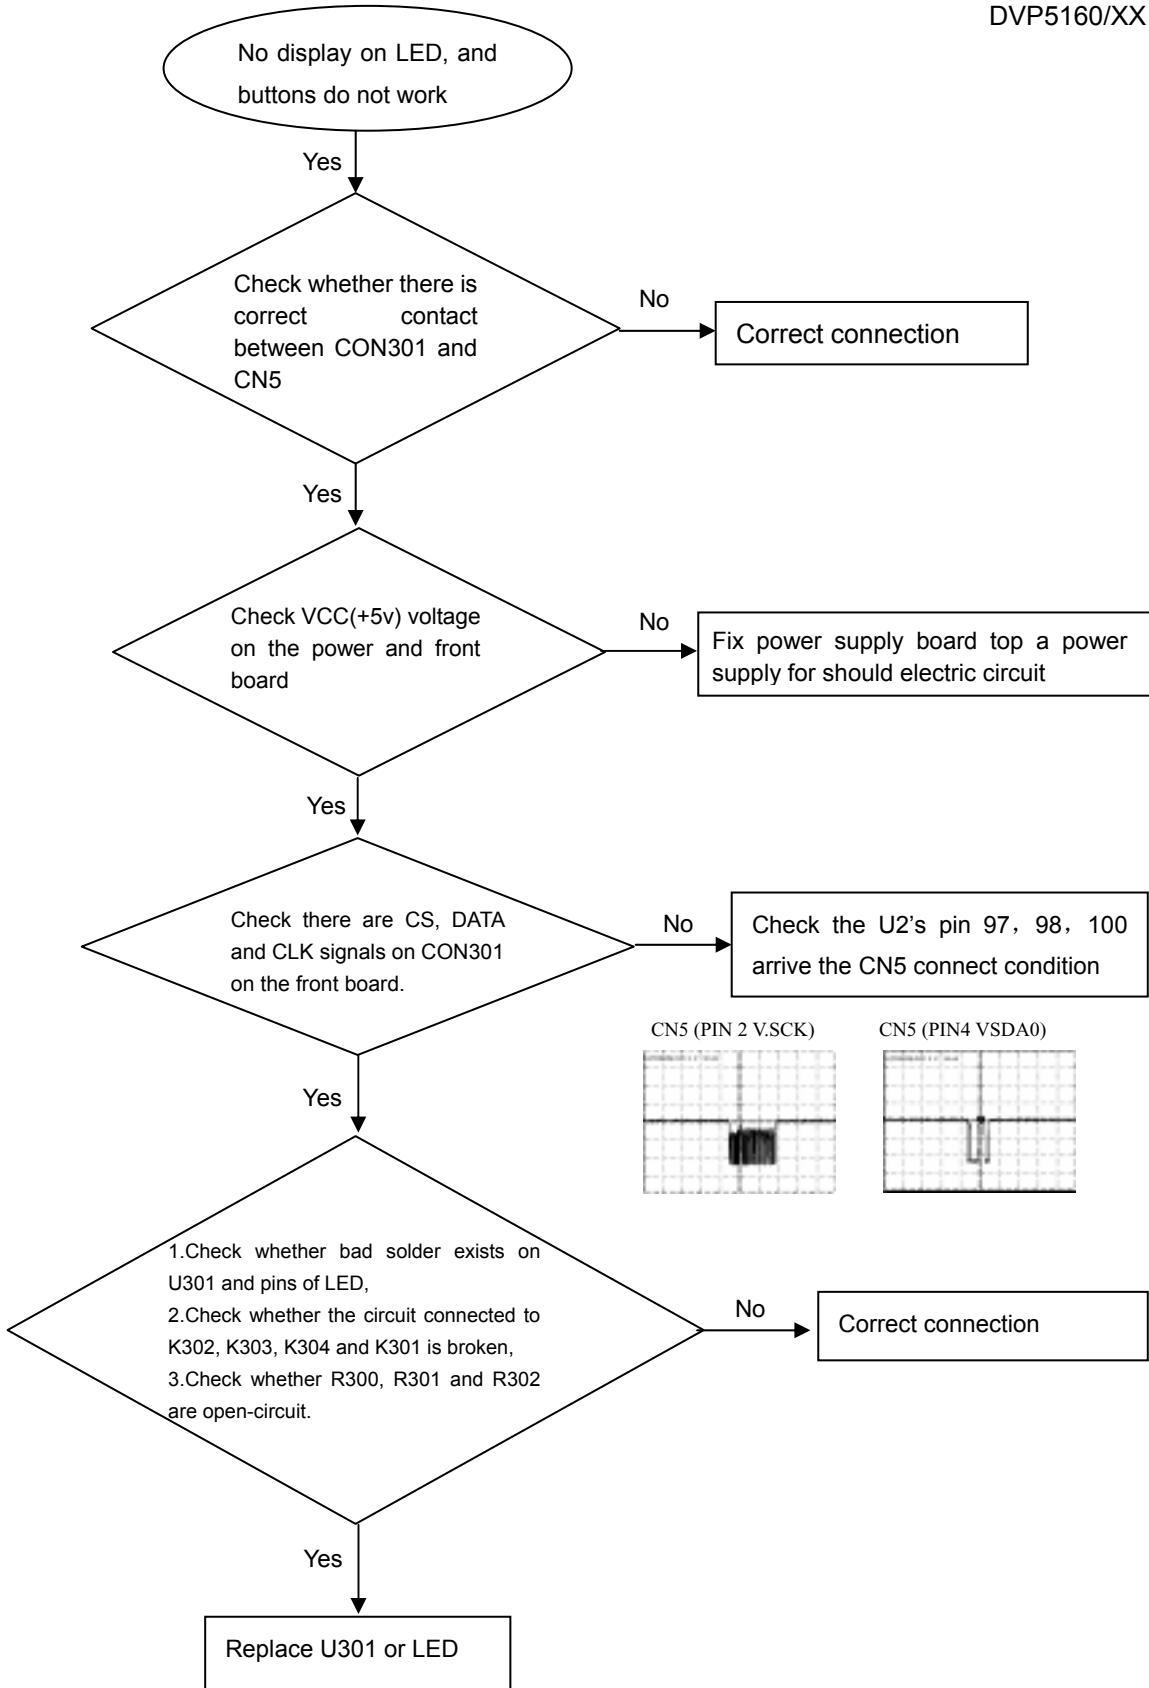 DVP5160/XX
No display on LED, and
buttons do not work
Yes
Check whether there is
correct contact
between CON301 and
CN5
No
Correct connection
Yes
Check VCC(+5v) voltage
on the power and front
board
No
Fix power supply board top a power
supply for should electric circuit
Yes
Check there are CS, DATA
and CLK signals on CON301
on the front board.
No
Check the U2's pin 97，98，100
arrive the CN5 connect condition
CN5 (PIN 2 V.SCK)
CN5 (PIN4 VSDA0)
Yes
1.Check whether bad solder exists on
U301 and pins of LED,
2.Check whether the circuit connected to
K302, K303, K304 and K301 is broken,
3.Check whether R300, R301 and R302
are open-circuit.
No
Correct connection
Yes
Replace U301 or LED